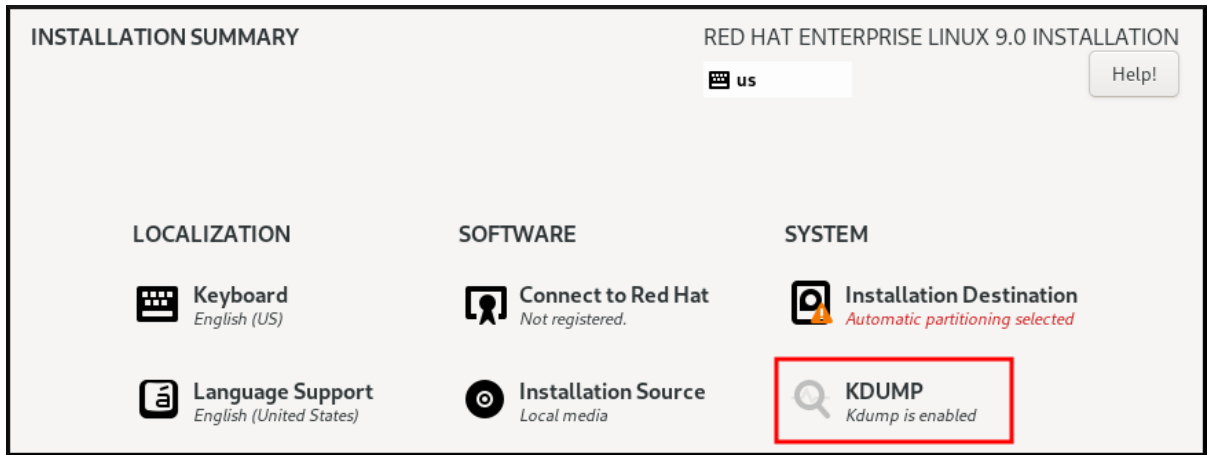 INSTALLATION SUMMARY
RED HAT ENTERPRISE LINUX 9.0 INSTALLATION
us
Help!
LOCALIZATION
Keyboard
English (US)
Language Support
English (United States)
SOFTWARE
Connect to Red Hat
Not registered.
Installation Source
Local media
SYSTEM
Installation Destination
Automatic partitioning selected
KDUMP
Kdump is enabled